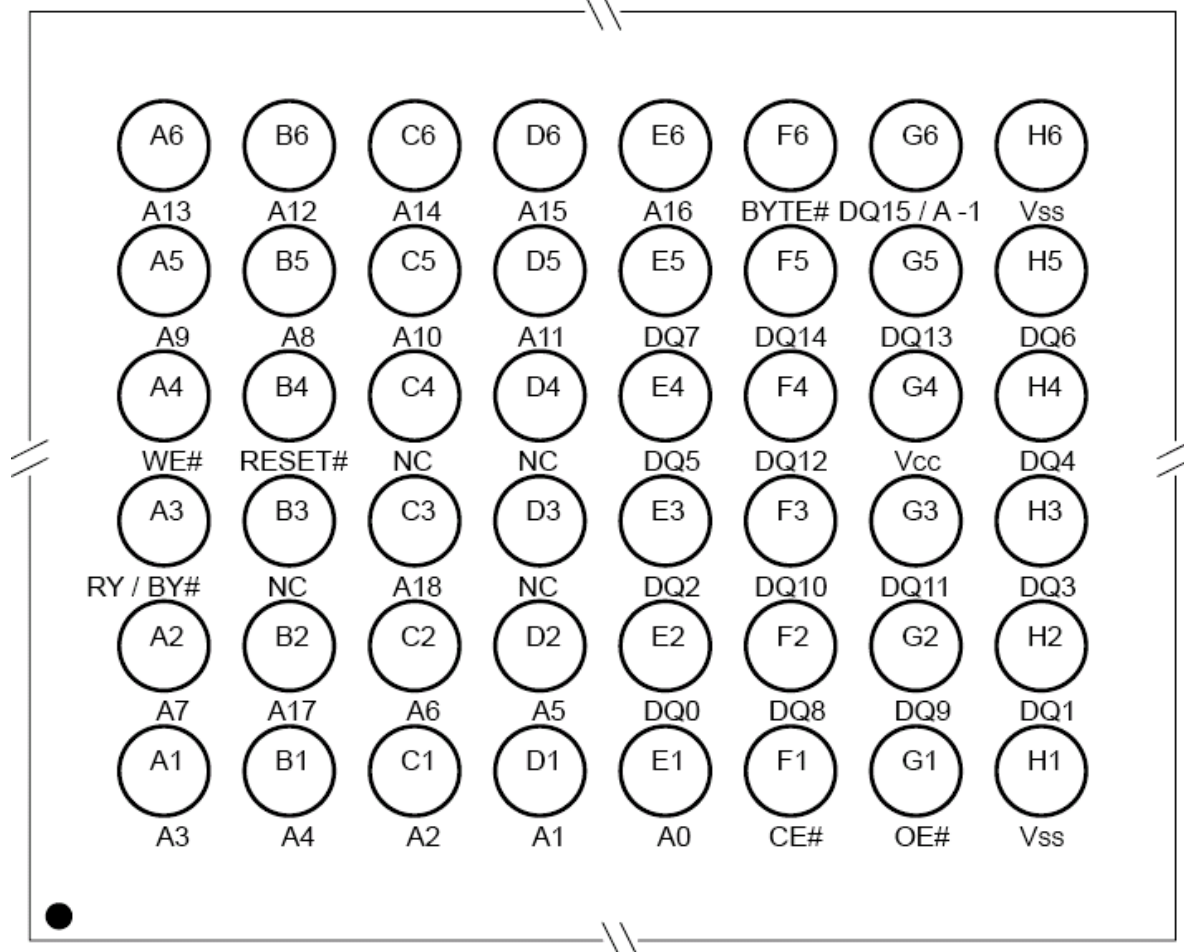 A6 B6 C6 D6 E6 F6 G6 H6
A13 A12 A14 A15 A16 BYTE# DQ15 / A -1 Vss
A5 B5 C5 D5 E5 F5 G5 H5
A9 A8 A10 A11 DQ7 DQ14 DQ13 DQ6
A4 B4 C4 D4 E4 F4 G4 H4
WE# RESET# NC NC DQ5 DQ12 Vcc DQ4
A3 B3 C3 D3 E3 F3 G3 H3
RY / BY# NC A18 NC DQ2 DQ10 DQ11 DQ3
A2 B2 C2 D2 E2 F2 G2 H2
A7 A17 A6 A5 DQ0 DQ8 DQ9 DQ1
A1 B1 C1 D1 E1 F1 G1 H1
A3 A4 A2 A1 A0 CE# OE# Vss